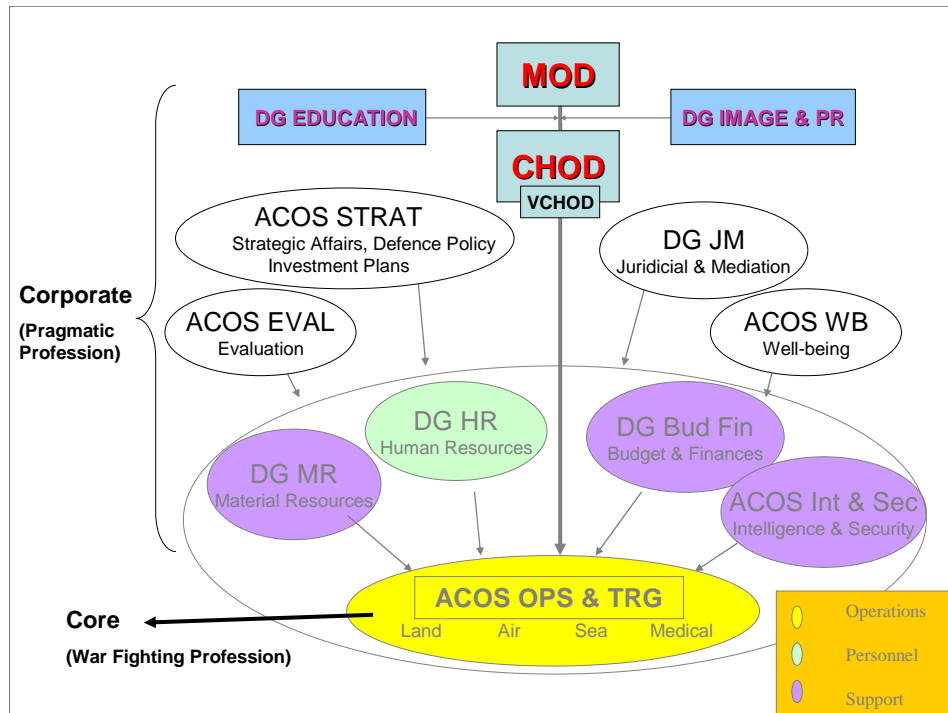 MOD
DG EDUCATION
DG IMAGE & PR
CHOD
VCHOD
ACOS STRAT
Strategic Affairs, Defence Policy
Investment Plans
DG JM
Juridicial & Mediation
Corporate
(Pragmatic
Profession)
ACOS EVAL
Evaluation
ACOS WB
Well-being
DG HR
Human Resources
DG Bud Fin
Budget & Finances
DG MR
Material Resources
ACOS Int & Sec
Intelligence & Security
ACOS OPS & TRG
Land Air Sea Medical
Core
(War Fighting Profession)
Operations
Personnel
Support